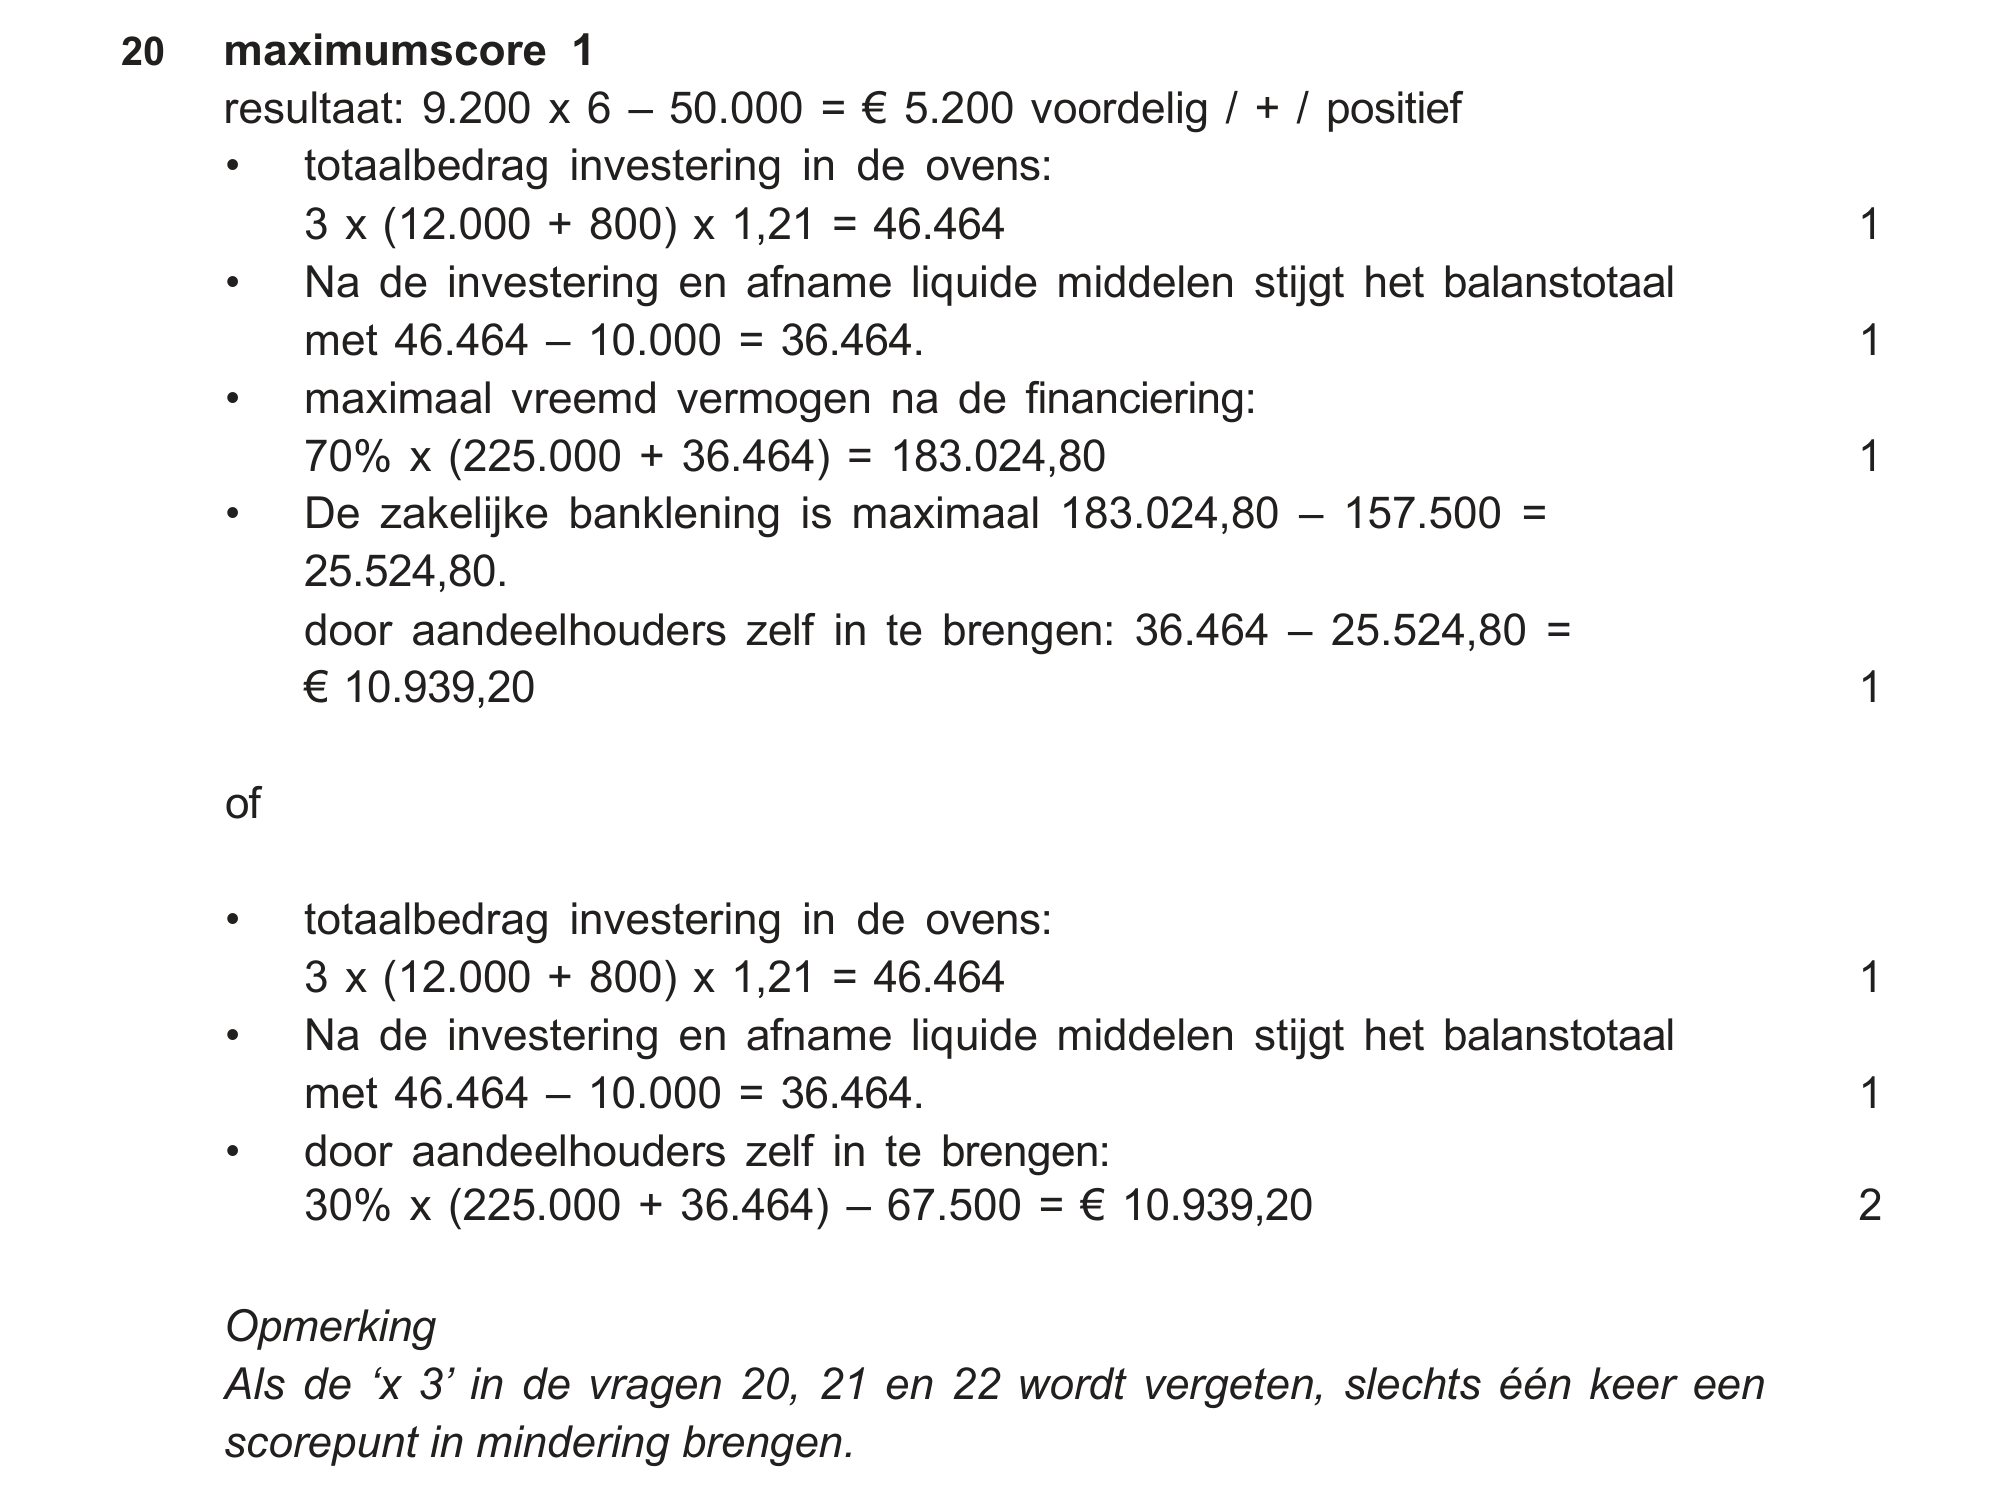 20 maximumscore 1
resultaat: 9.200 x 6 – 50.000 = € 5.200 voordelig / + / positief
• totaalbedrag investering in de ovens:
3 x (12.000 + 800) x 1,21 = 46.464 1
• Na de investering en afname liquide middelen stijgt het balanstotaal
met 46.464 – 10.000 = 36.464. 1
• maximaal vreemd vermogen na de financiering:
70% x (225.000 + 36.464) = 183.024,80 1
• De zakelijke banklening is maximaal 183.024,80 – 157.500 =
25.524,80.
door aandeelhouders zelf in te brengen: 36.464 – 25.524,80 =
€ 10.939,20 1
of
• totaalbedrag investering in de ovens:
3 x (12.000 + 800) x 1,21 = 46.464 1
• Na de investering en afname liquide middelen stijgt het balanstotaal
met 46.464 – 10.000 = 36.464. 1
• door aandeelhouders zelf in te brengen:
30% x (225.000 + 36.464) – 67.500 = € 10.939,20 2
Opmerking
Als de ‘x 3’ in de vragen 20, 21 en 22 wordt vergeten, slechts één keer een
scorepunt in mindering brengen.